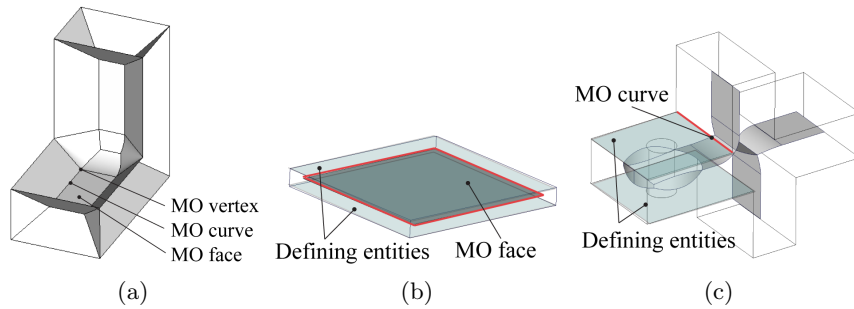 MO vertex
MO curve
MO face
(a)
Defining entities
MO face
(b)
MO curve
Defining entities
(c)